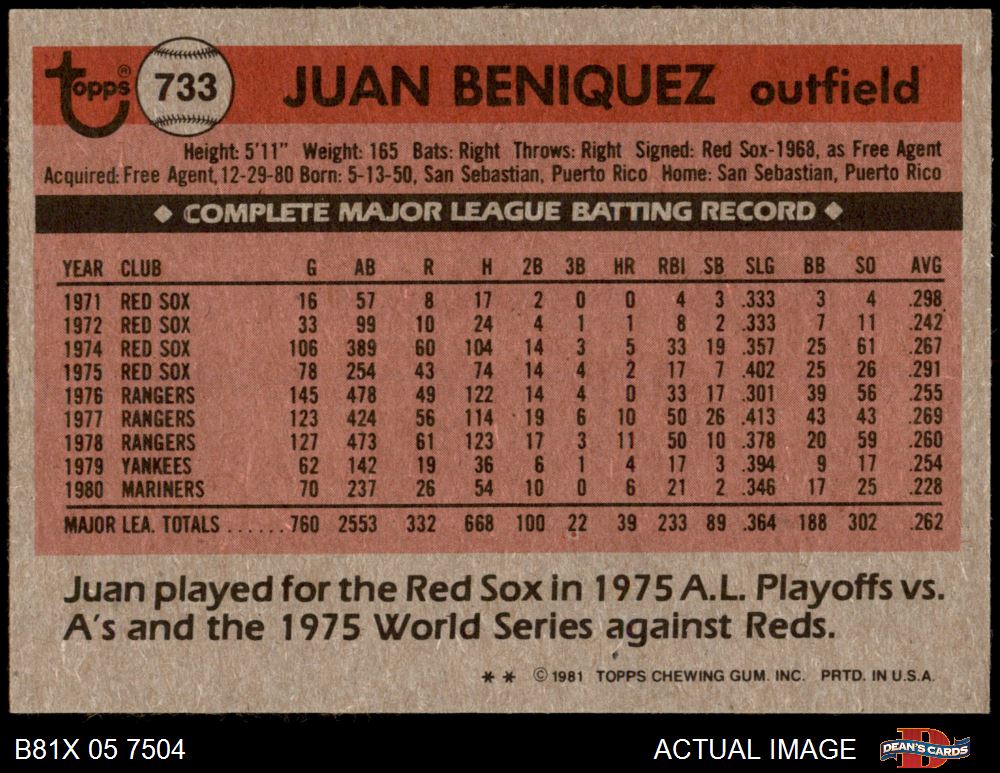 Topps® 733 JUAN BENIQUEZ outfield
Height: 5'11" Weight: 165 Bats: Right Throws: Right Signed: Red Sox-1968, as Free Agent
Acquired: Free Agent, 12-29-80 Born: 5-13-50, San Sebastian, Puerto Rico Home: San Sebastian, Puerto Rico
◆ COMPLETE MAJOR LEAGUE BATTING RECORD ◆
YEAR CLUB G AB R H 2B 3B HR RBI SB SLG BB SO AVG
1971 RED SOX 16 57 8 17 2 0 0 4 3 .333 3 4 .298
1972 RED SOX 33 99 10 24 4 1 1 8 2 .333 7 11 .242
1974 RED SOX 106 389 60 104 14 3 5 33 19 .357 25 61 .267
1975 RED SOX 78 254 43 74 14 4 2 17 7 .402 25 26 .291
1976 RANGERS 145 478 49 122 14 4 0 33 17 .301 39 56 .255
1977 RANGERS 123 424 56 114 19 6 10 50 26 .413 43 43 .269
1978 RANGERS 127 473 61 123 17 3 11 50 10 .378 20 59 .260
1979 YANKEES 62 142 19 36 6 1 4 17 3 .394 9 17 .254
1980 MARINERS 70 237 26 54 10 0 6 21 2 .346 17 25 .228
MAJOR LEA. TOTALS ...... 760 2553 332 668 100 22 39 233 89 .364 188 302 .262
Juan played for the Red Sox in 1975 A.L. Playoffs vs.
A's and the 1975 World Series against Reds.
* * © 1981 TOPPS CHEWING GUM. INC. PRTD. IN U.S.A.
B81X 05 7504 ACTUAL IMAGE DEAN'S CARDS